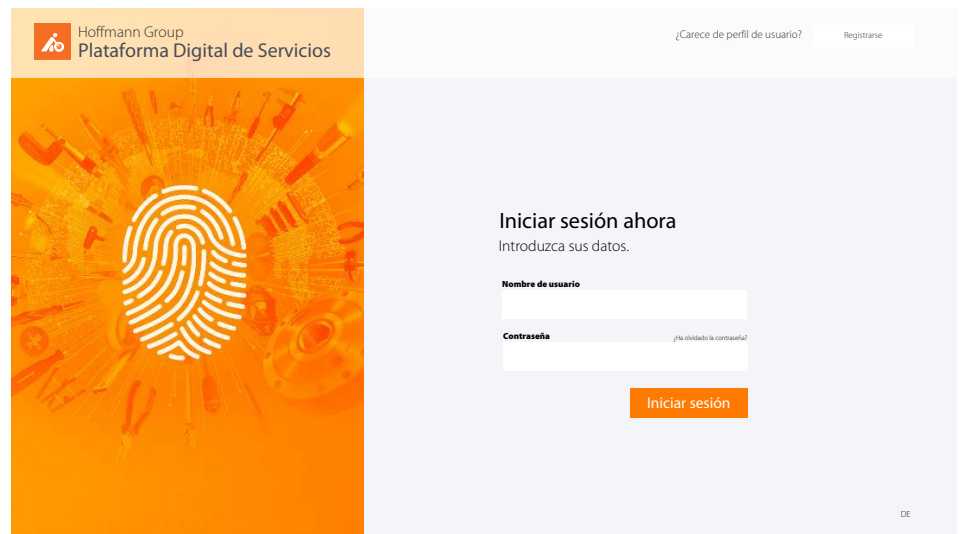 Hoffmann Group
Plataforma Digital de Servicios
¿Carece de perfil de usuario?
Registrarse
Iniciar sesión ahora
Introduzca sus datos.
Nombre de usuario
Contraseña
¿Ha olvidado la contraseña?
Iniciar sesión
DE